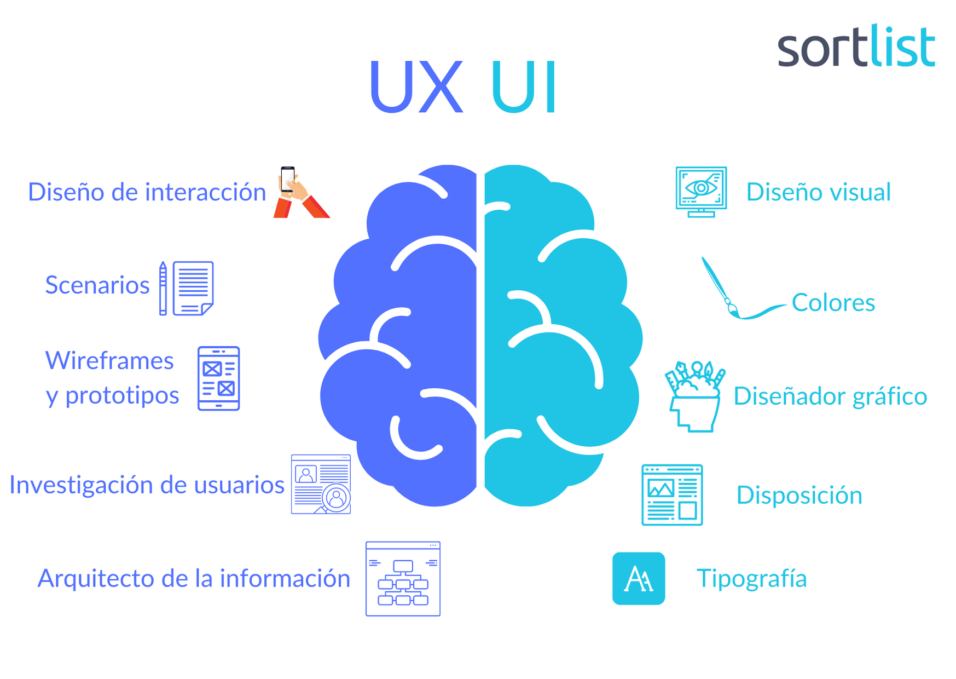 sortlist
UX UI
Diseño de interacción
Scenarios
Wireframes
y prototipos
Investigación de usuarios
Arquitecto de la información
Diseño visual
Colores
Diseñador gráfico
Disposición
AA
Tipografía